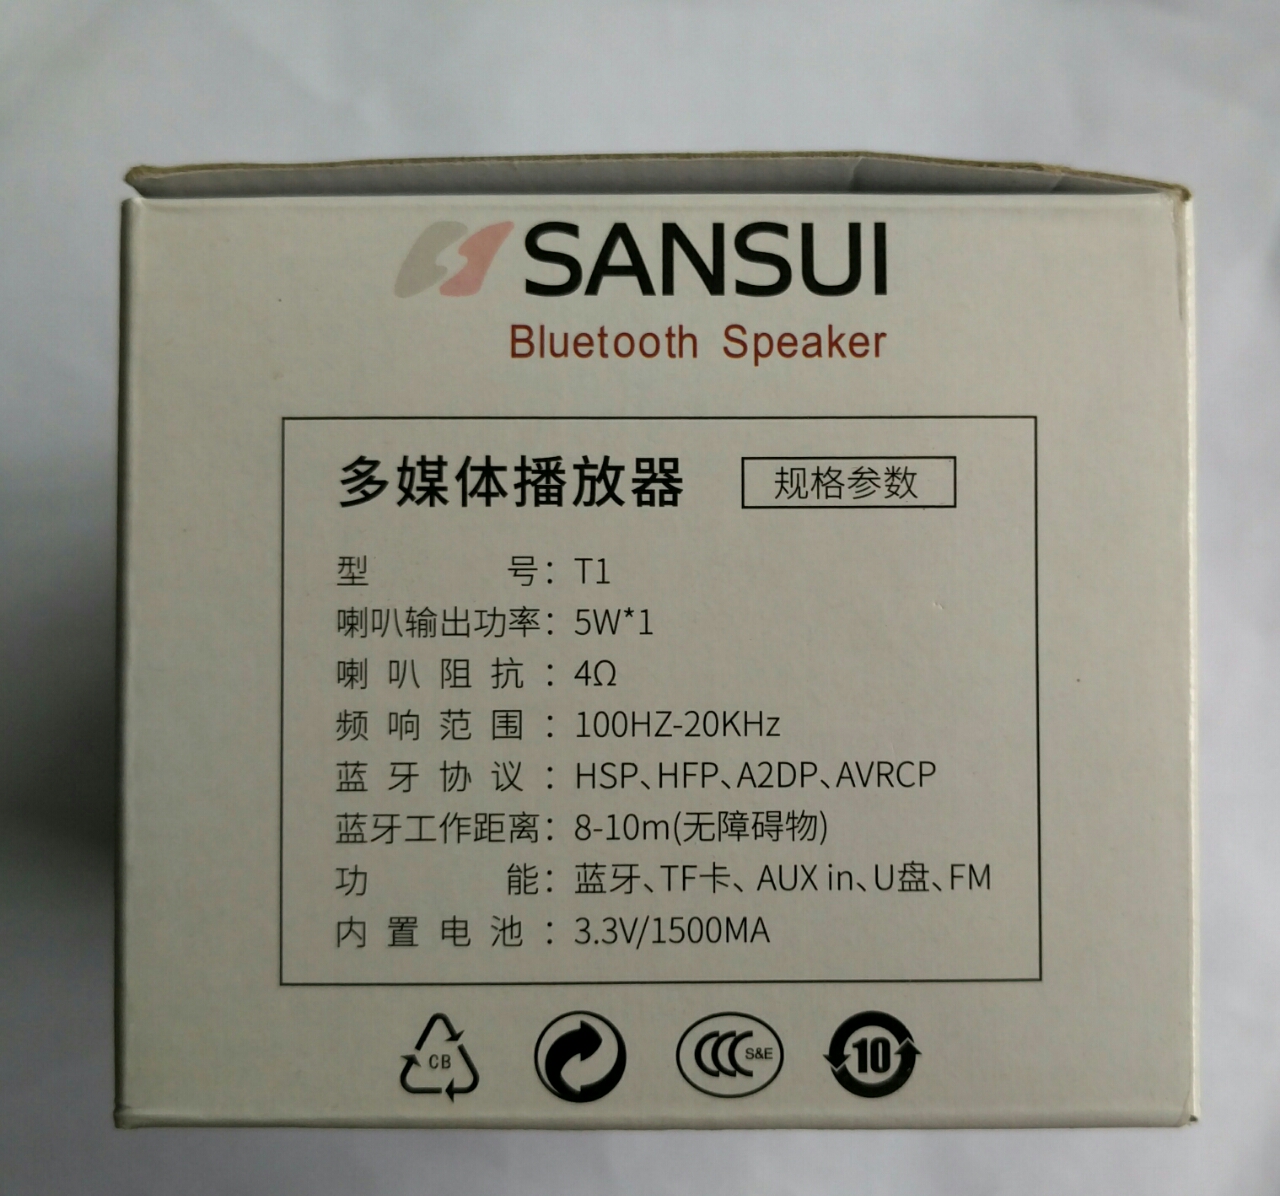 SANSUI
Bluetooth Speaker
多媒体播放器 规格参数
型号：T1
喇叭输出功率：5W*1
喇叭阻抗：4Ω
频响范围：100HZ-20KHz
蓝牙协议：HSP、HFP、A2DP、AVRCP
蓝牙工作距离：8-10m(无障碍物)
功能：蓝牙、TF卡、AUX in、U盘、FM
内置电池：3.3V/1500MA
CB CCC S&E 10